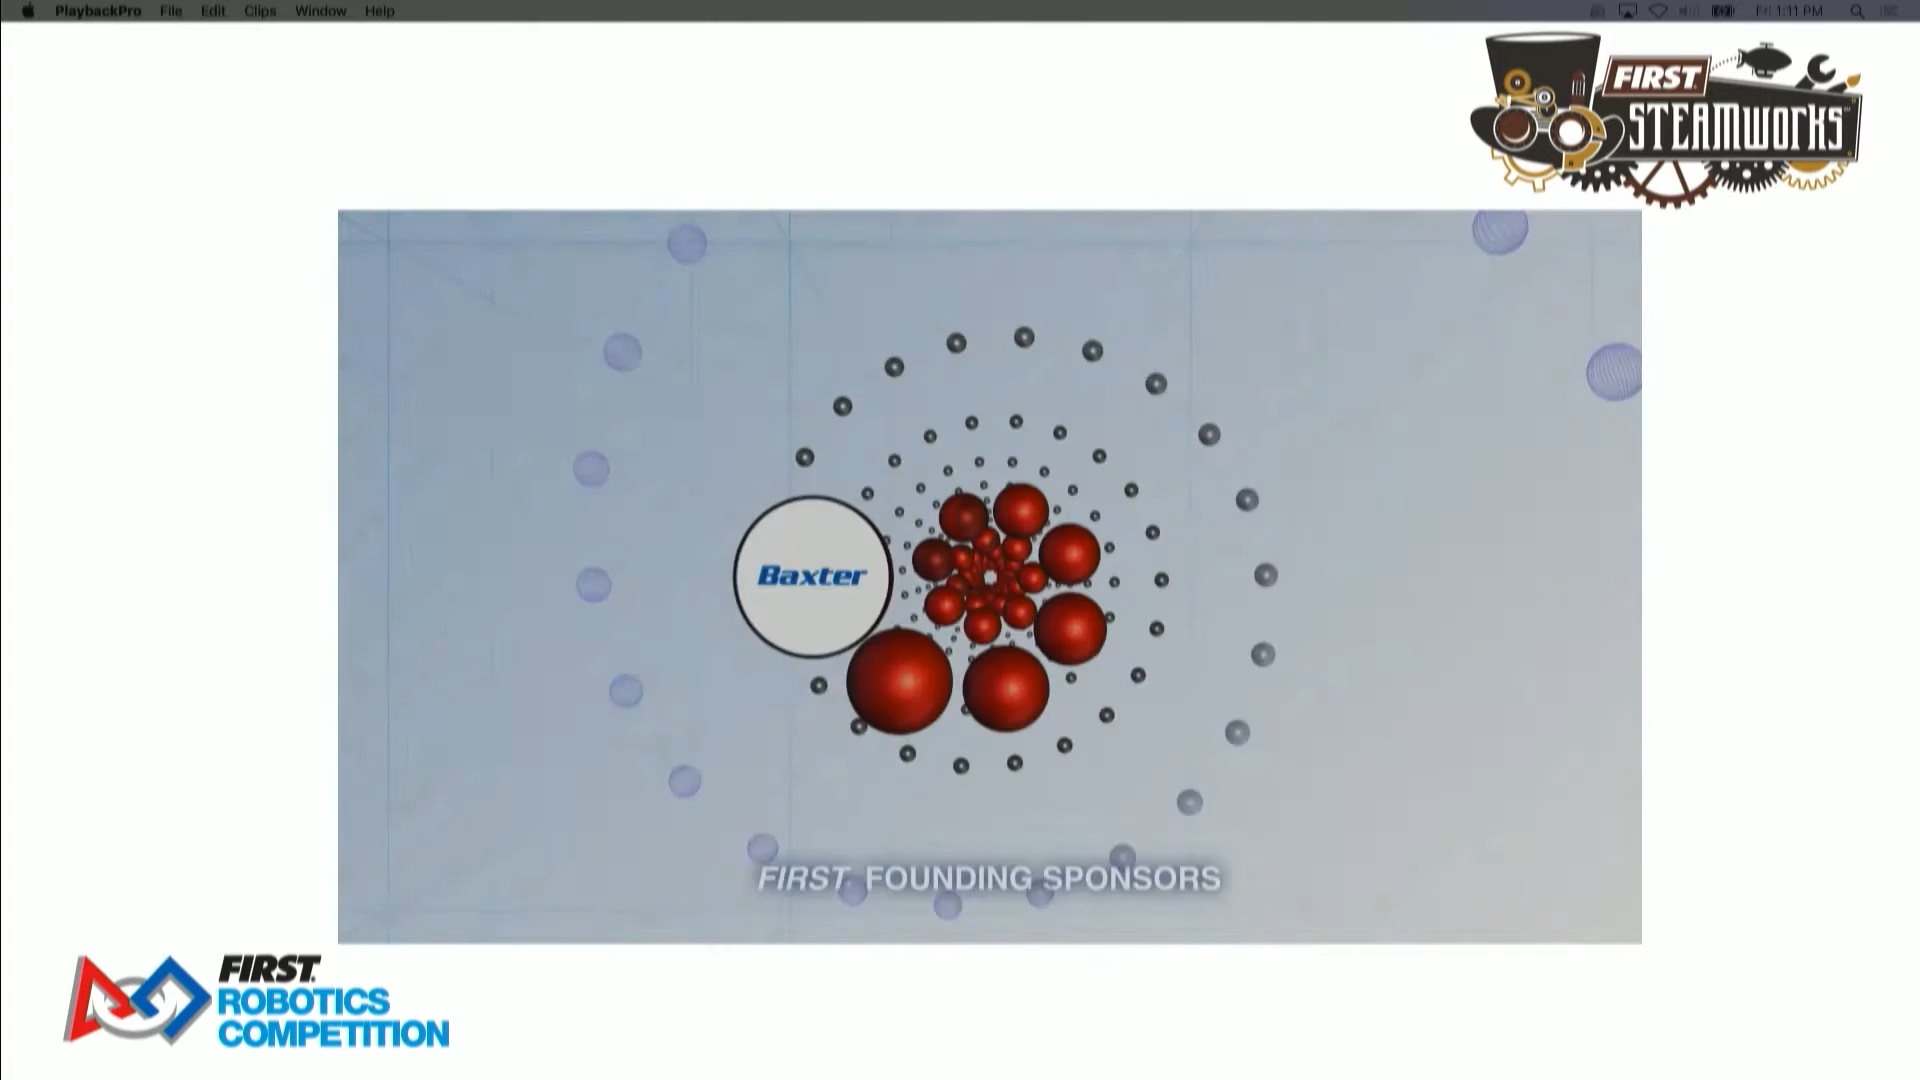 PlaybackPro File Edit Clips Window Help Fri 1:11 PM
FIRST
STEAMworks
Baxter
FIRST FOUNDING SPONSORS
FIRST
ROBOTICS
COMPETITION